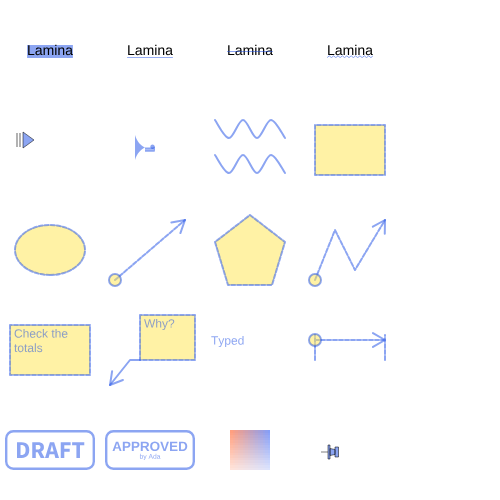 Lamina Lamina Lamina Lamina
Check the
totals
Why?
Typed
DRAFT
APPROVED
by Ada